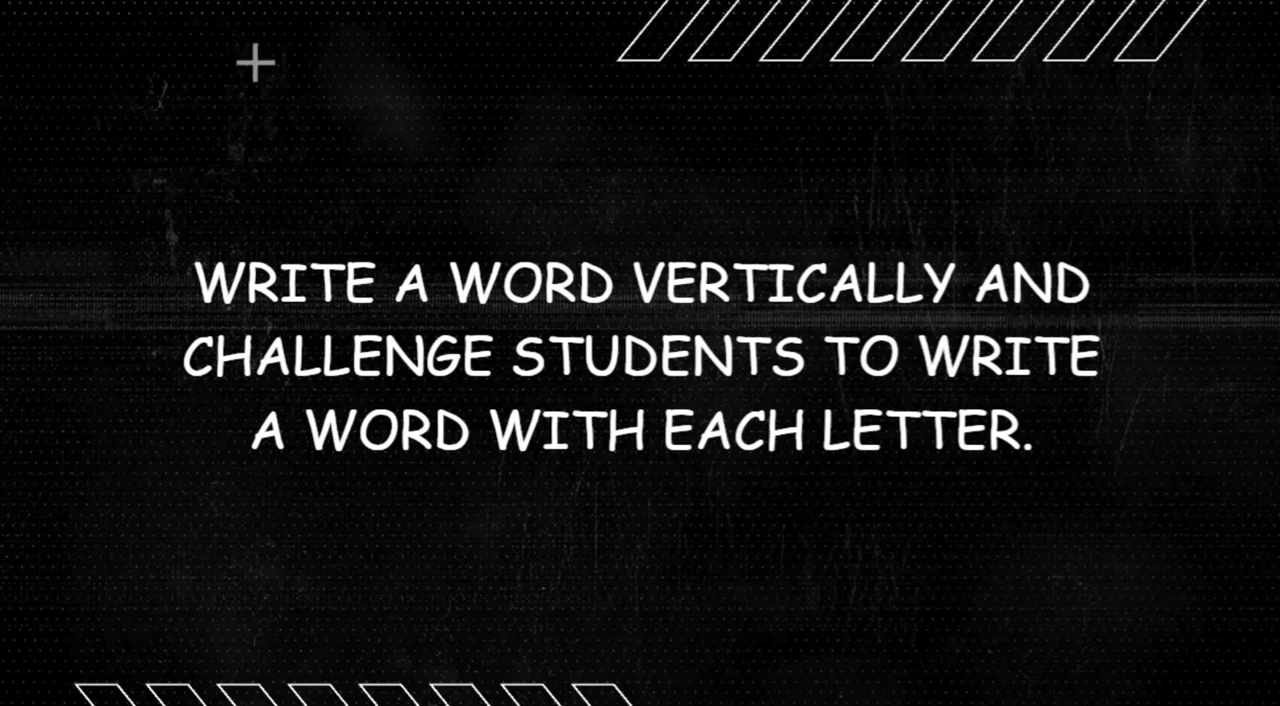 WRITE A WORD VERTICALLY AND
CHALLENGE STUDENTS TO WRITE
A WORD WITH EACH LETTER.